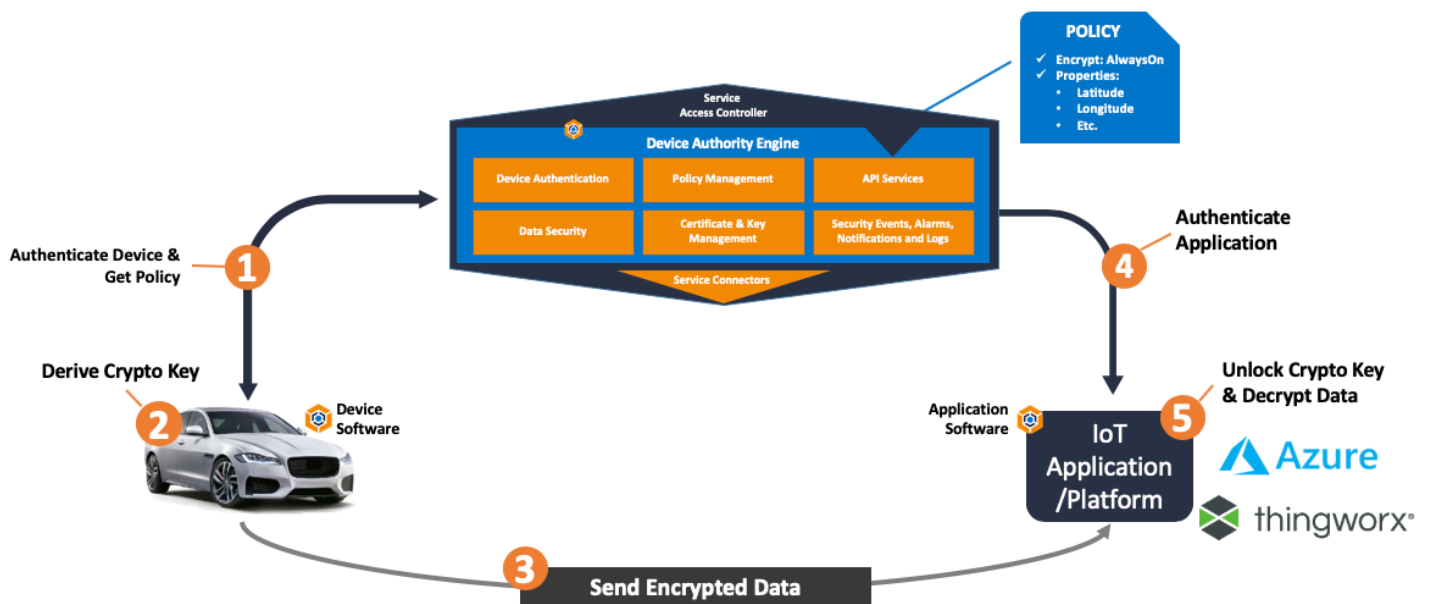 POLICY
✓ Encrypt: AlwaysOn
✓ Properties:
• Latitude
• Longitude
• Etc.
Service
Access Controller
Device Authority Engine
Device Authentication
Policy Management
API Services
Data Security
Certificate & Key
Management
Security Events, Alarms,
Notifications and Logs
Service Connectors
Authenticate Device &
Get Policy
1
4
Authenticate
Application
Derive Crypto Key
2
Device
Software
Application
Software
IoT
Application
/Platform
5
Unlock Crypto Key
& Decrypt Data
Azure
thingworx®
3
Send Encrypted Data